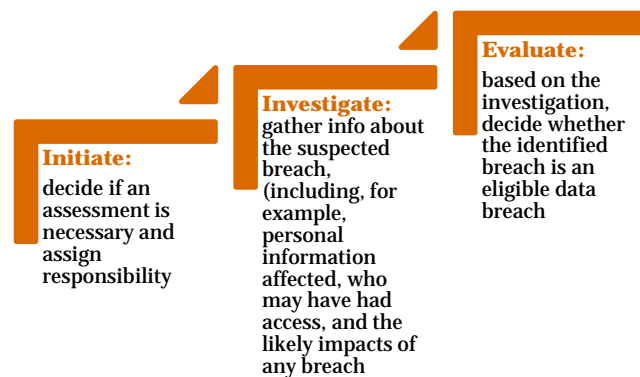 Initiate:
decide if an
assessment is
necessary and
assign
responsibility
Investigate:
gather info about
the suspected
breach,
(including, for
example,
personal
information
affected, who
may have had
access, and the
likely impacts of
any breach
Evaluate:
based on the
investigation,
decide whether
the identified
breach is an
eligible data
breach